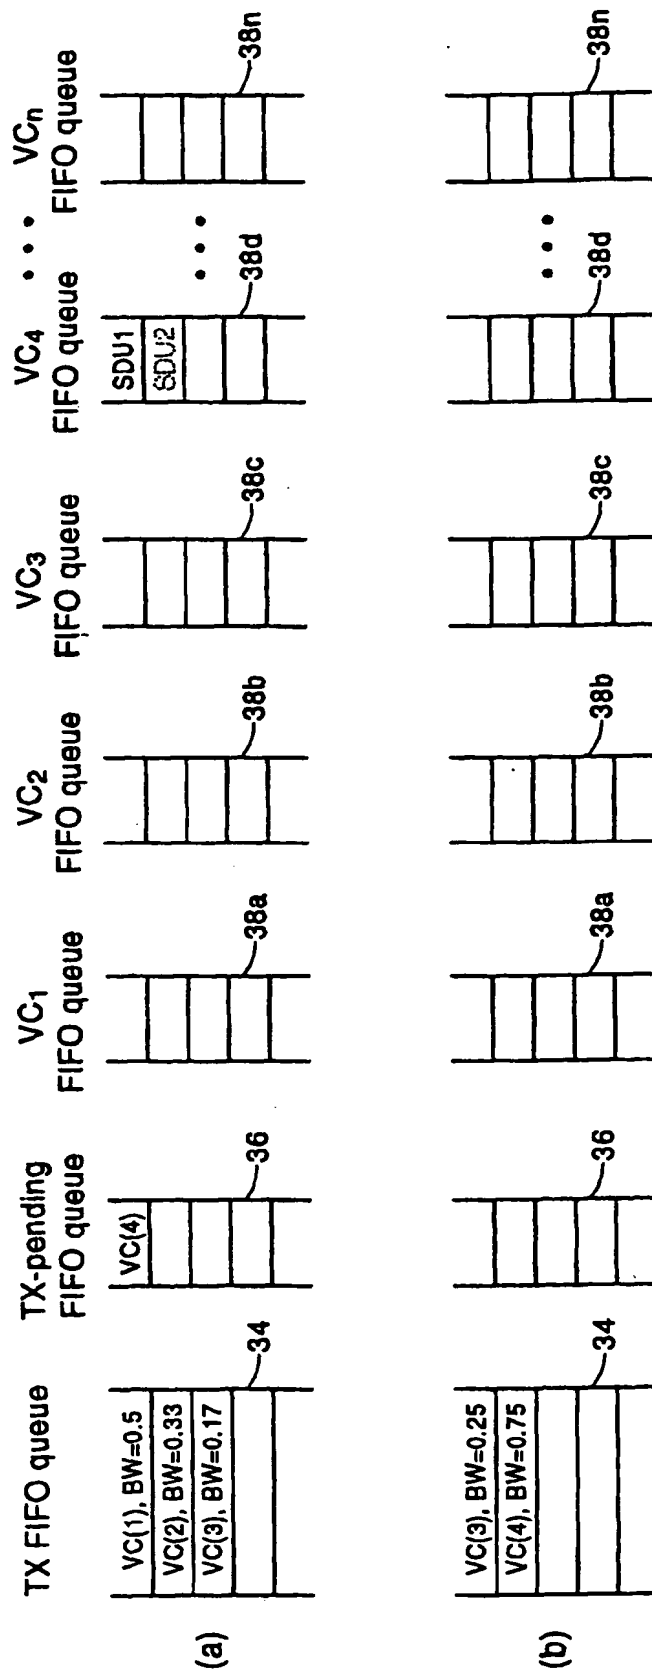 TX FIFO queue
TX-pending
FIFO queue
VC1
FIFO queue
VC2
FIFO queue
VC3
FIFO queue
VC4
FIFO queue
VCn
FIFO queue
(a)
VC(1), BW=0.5
VC(2), BW=0.33
VC(3), BW=0.17
34
VC(4)
36
38a
38b
38c
SDU1
SDU2
38d
38n
(b)
VC(3), BW=0.25
VC(4), BW=0.75
34
36
38a
38b
38c
38d
38n